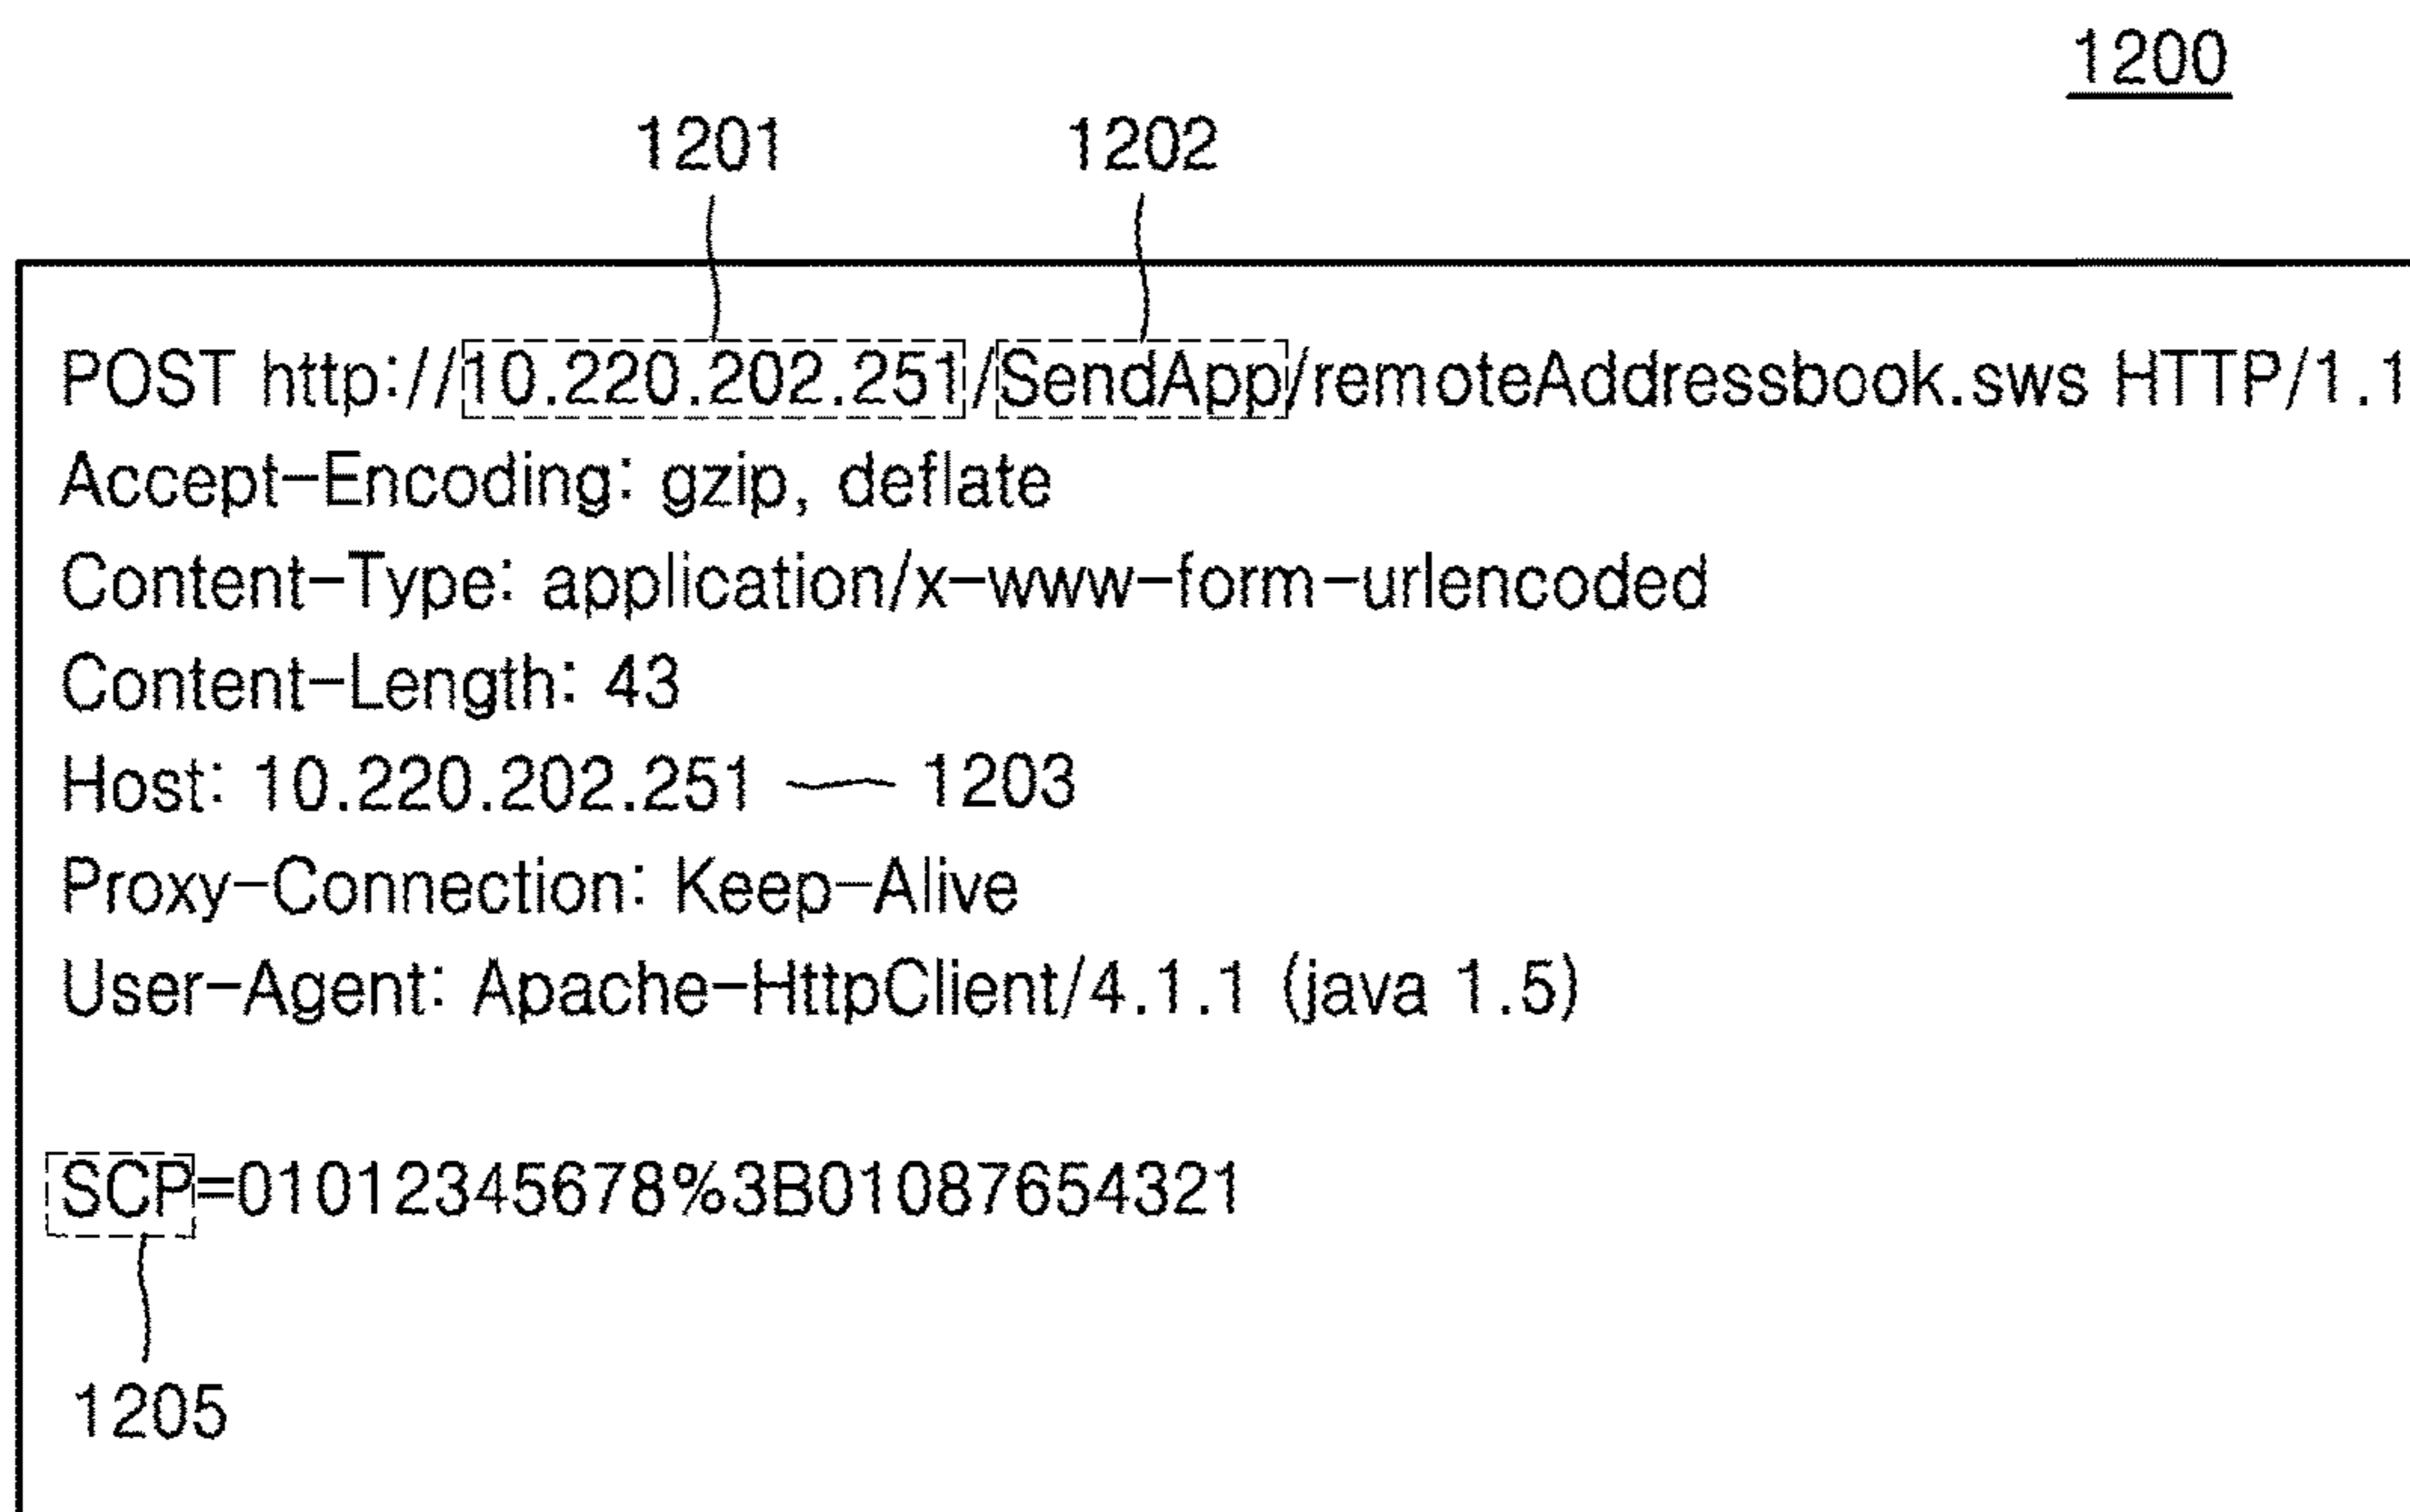 1200
1201 1202
POST http://10.220.202.251/SendApp/remoteAddressbook.sws HTTP/1.1
Accept-Encoding: gzip, deflate
Content-Type: application/x-www-form-urlencoded
Content-Length: 43
Host: 10.220.202.251 1203
Proxy-Connection: Keep-Alive
User-Agent: Apache-HttpClient/4.1.1 (java 1.5)
SCP=01012345678%3B01087654321
1205